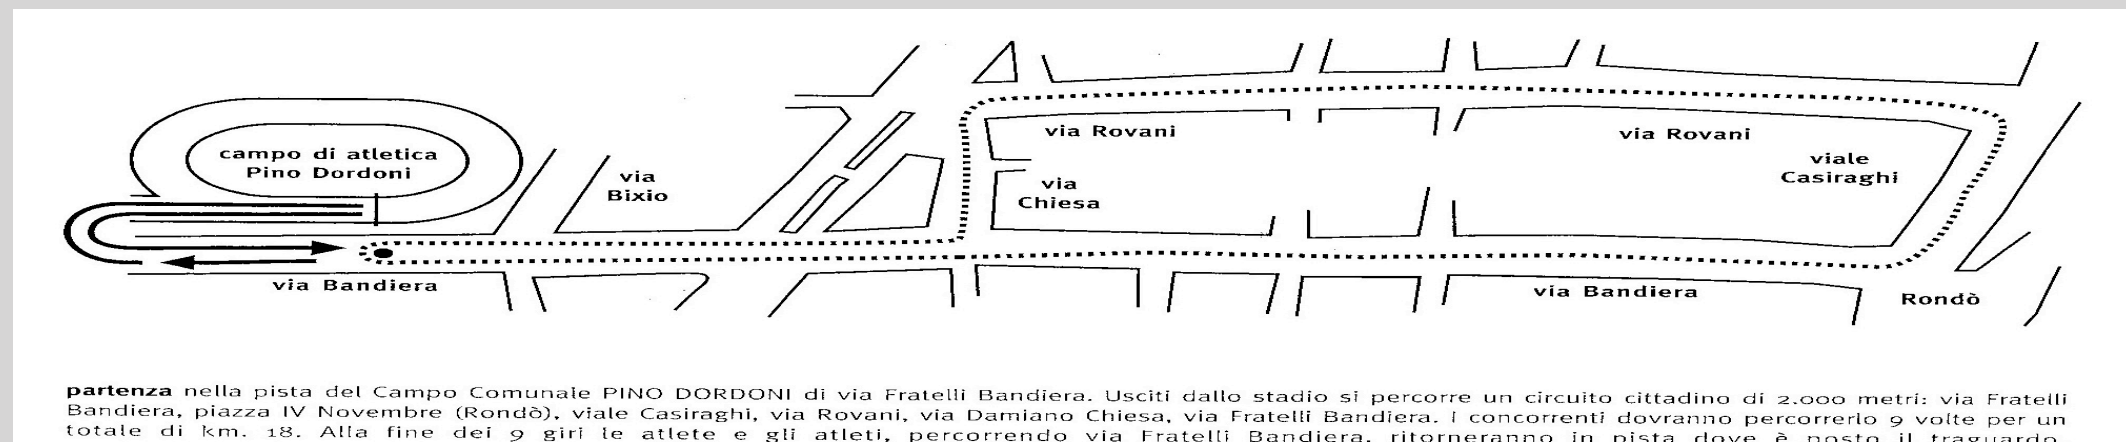 campo di atletica
Pino Dordoni
via
Bixio
via Rovani
via Rovani
viale
Casiraghi
via
Chiesa
via Bandiera
via Bandiera
Rondò
partenza nella pista del Campo Comunale PINO DORDONI di via Fratelli Bandiera. Usciti dallo stadio si percorre un circuito cittadino di 2.000 metri: via Fratelli
Bandiera, piazza IV Novembre (Rondò), viale Casiraghi, via Rovani, via Damiano Chiesa, via Fratelli Bandiera. I concorrenti dovranno percorrerlo 9 volte per un
totale di km. 18. Alla fine dei 9 giri le atlete e gli atleti, percorrendo via Fratelli Bandiera, ritorneranno in pista dove è posto il traguardo